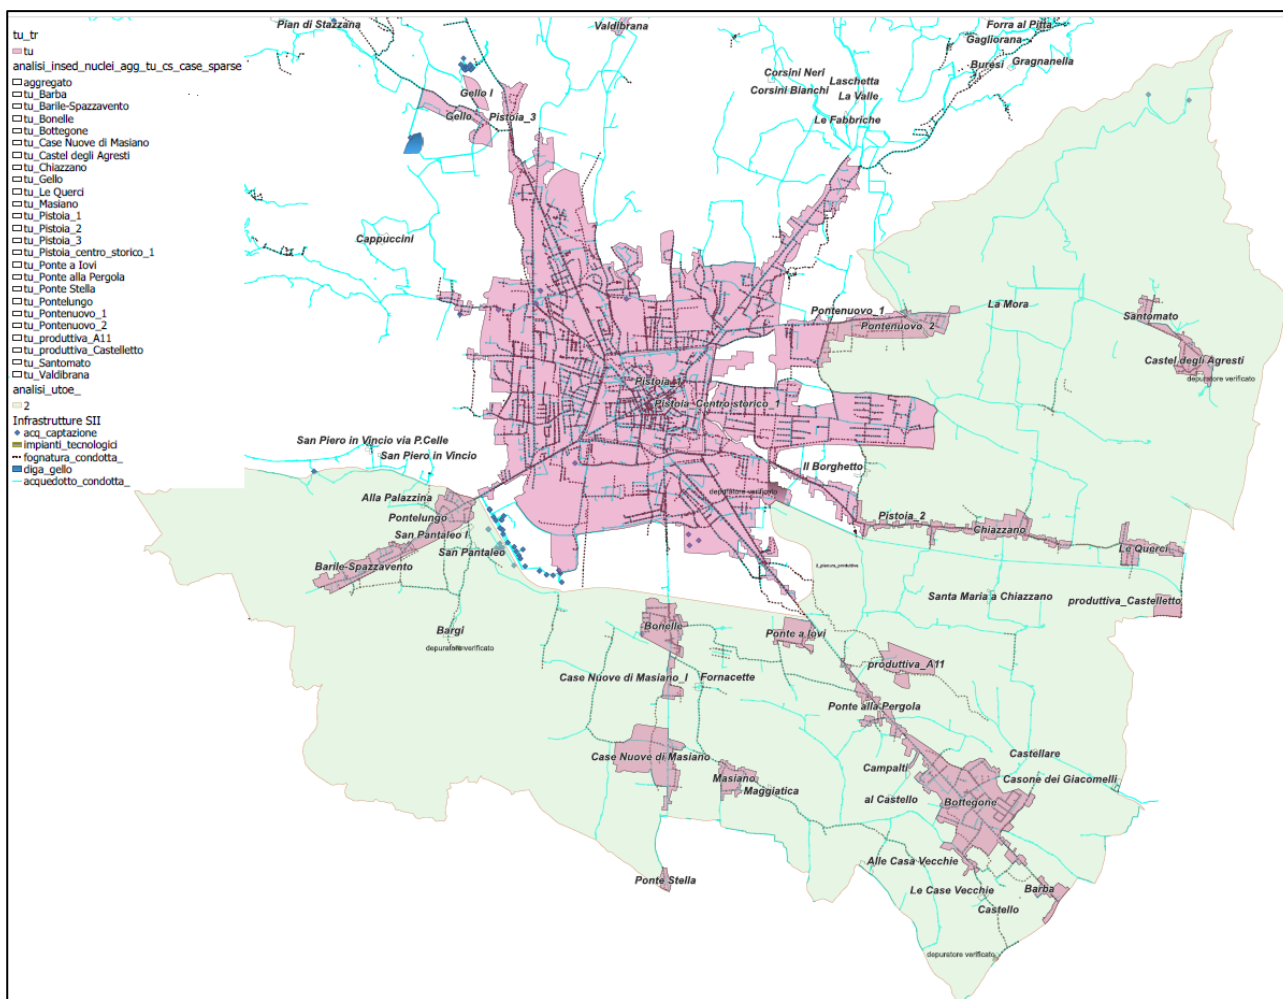 tu_tr
tu
analisi_insed_nuclei_agg_tu_cs_case_sparse
aggregato
tu_Barba
tu_Barile-Spazzavento
tu_Bonelle
tu_Bottegone
tu_Case Nuove di Masiano
tu_Castel degli Agresti
tu_Chiazzano
tu_Gello
tu_Le Querci
tu_Masiano
tu_Pistoia_1
tu_Pistoia_2
tu_Pistoia_3
tu_Pistoia_centro_storico_1
tu_Ponte a Iovi
tu_Ponte alla Pergola
tu_Ponte Stella
tu_Pontelungo
tu_Pontenuovo_1
tu_Pontenuovo_2
tu_produttiva_A11
tu_produttiva_Castelletto
tu_Santomato
tu_Valdibrana
analisi_utoe_
2
Infrastrutture SII
acq_captazione
impianti_tecnologici
fognatura_condotta_
diga_gello
acquedotto_condotta_
Pian di Stazzana
Valdibrana
Forra al Pitta
Gagliorana
Buresi
Gragnanella
Corsini Neri
Laschetta
Corsini Bianchi
La Valle
Le Fabbriche
Gello I
Gello
Pistoia_3
Cappuccini
Pontenuovo_1
Pontenuovo_2
La Mora
Santomato
Castel degli Agresti
depuratore verificato
Pistoia_1
Pistoia_Centro storico_1
San Piero in Vincio via P.Celle
San Piero in Vincio
Il Borghetto
depuratore verificato
Alla Palazzina
Pontelungo
San Pantaleo I
San Pantaleo
Barile-Spazzavento
Pistoia_2
Chiazzano
Le Querci
Santa Maria a Chiazzano
produttiva_Castelletto
Bargi
depuratore verificato
Bonelle
Ponte a Iovi
produttiva_A11
Case Nuove di Masiano_I
Fornacette
Ponte alla Pergola
Case Nuove di Masiano
Masiano
Maggiatica
Campalti
al Castello
Castellare
Casone dei Giacomelli
Bottegone
Alle Casa Vecchie
Ponte Stella
Le Case Vecchie
Barba
Castello
depuratore verificato